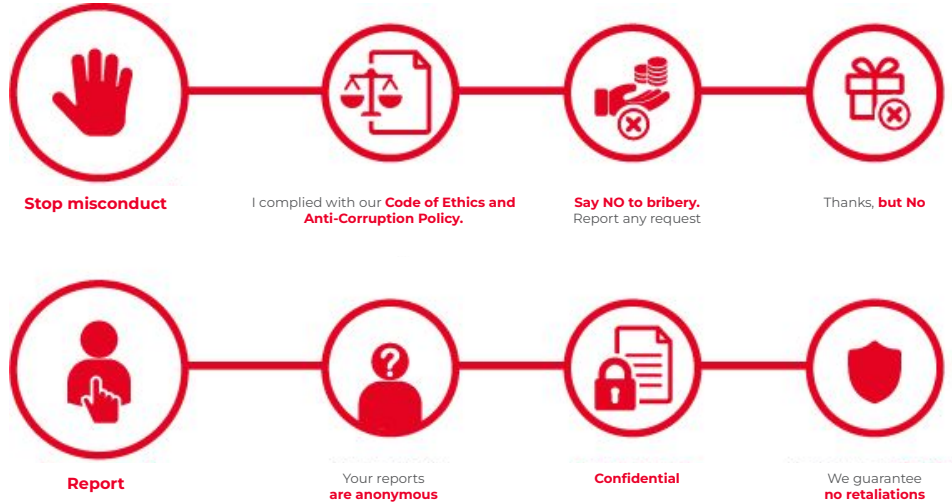 Stop misconduct
I complied with our Code of Ethics and
Anti-Corruption Policy.
Say NO to bribery.
Report any request
Thanks, but No
?
Report
Your reports
are anonymous
Confidential
We guarantee
no retaliations